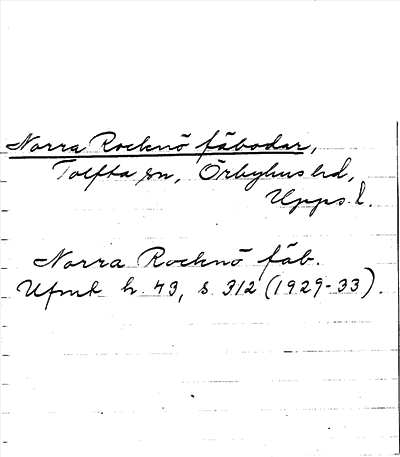 Norra Rocknö fäbodar,
Tolfta sn, Örbyhus hd,
Upps. l.
Norra Rocknö fäb.
Ufmk h. 43, s. 312 (1929-33).